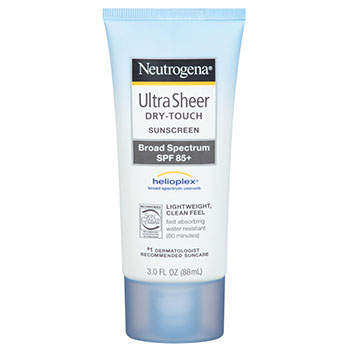 Neutrogena®
Ultra Sheer
DRY-TOUCH
SUNSCREEN
Broad Spectrum
SPF 85+
helioplex®
broad spectrum uva•uvb
RECOMMENDED
LIGHTWEIGHT,
CLEAN FEEL
fast absorbing
water resistant
(80 minutes)
#1 DERMATOLOGIST
RECOMMENDED SUNCARE
3.0 FL OZ (88mL)